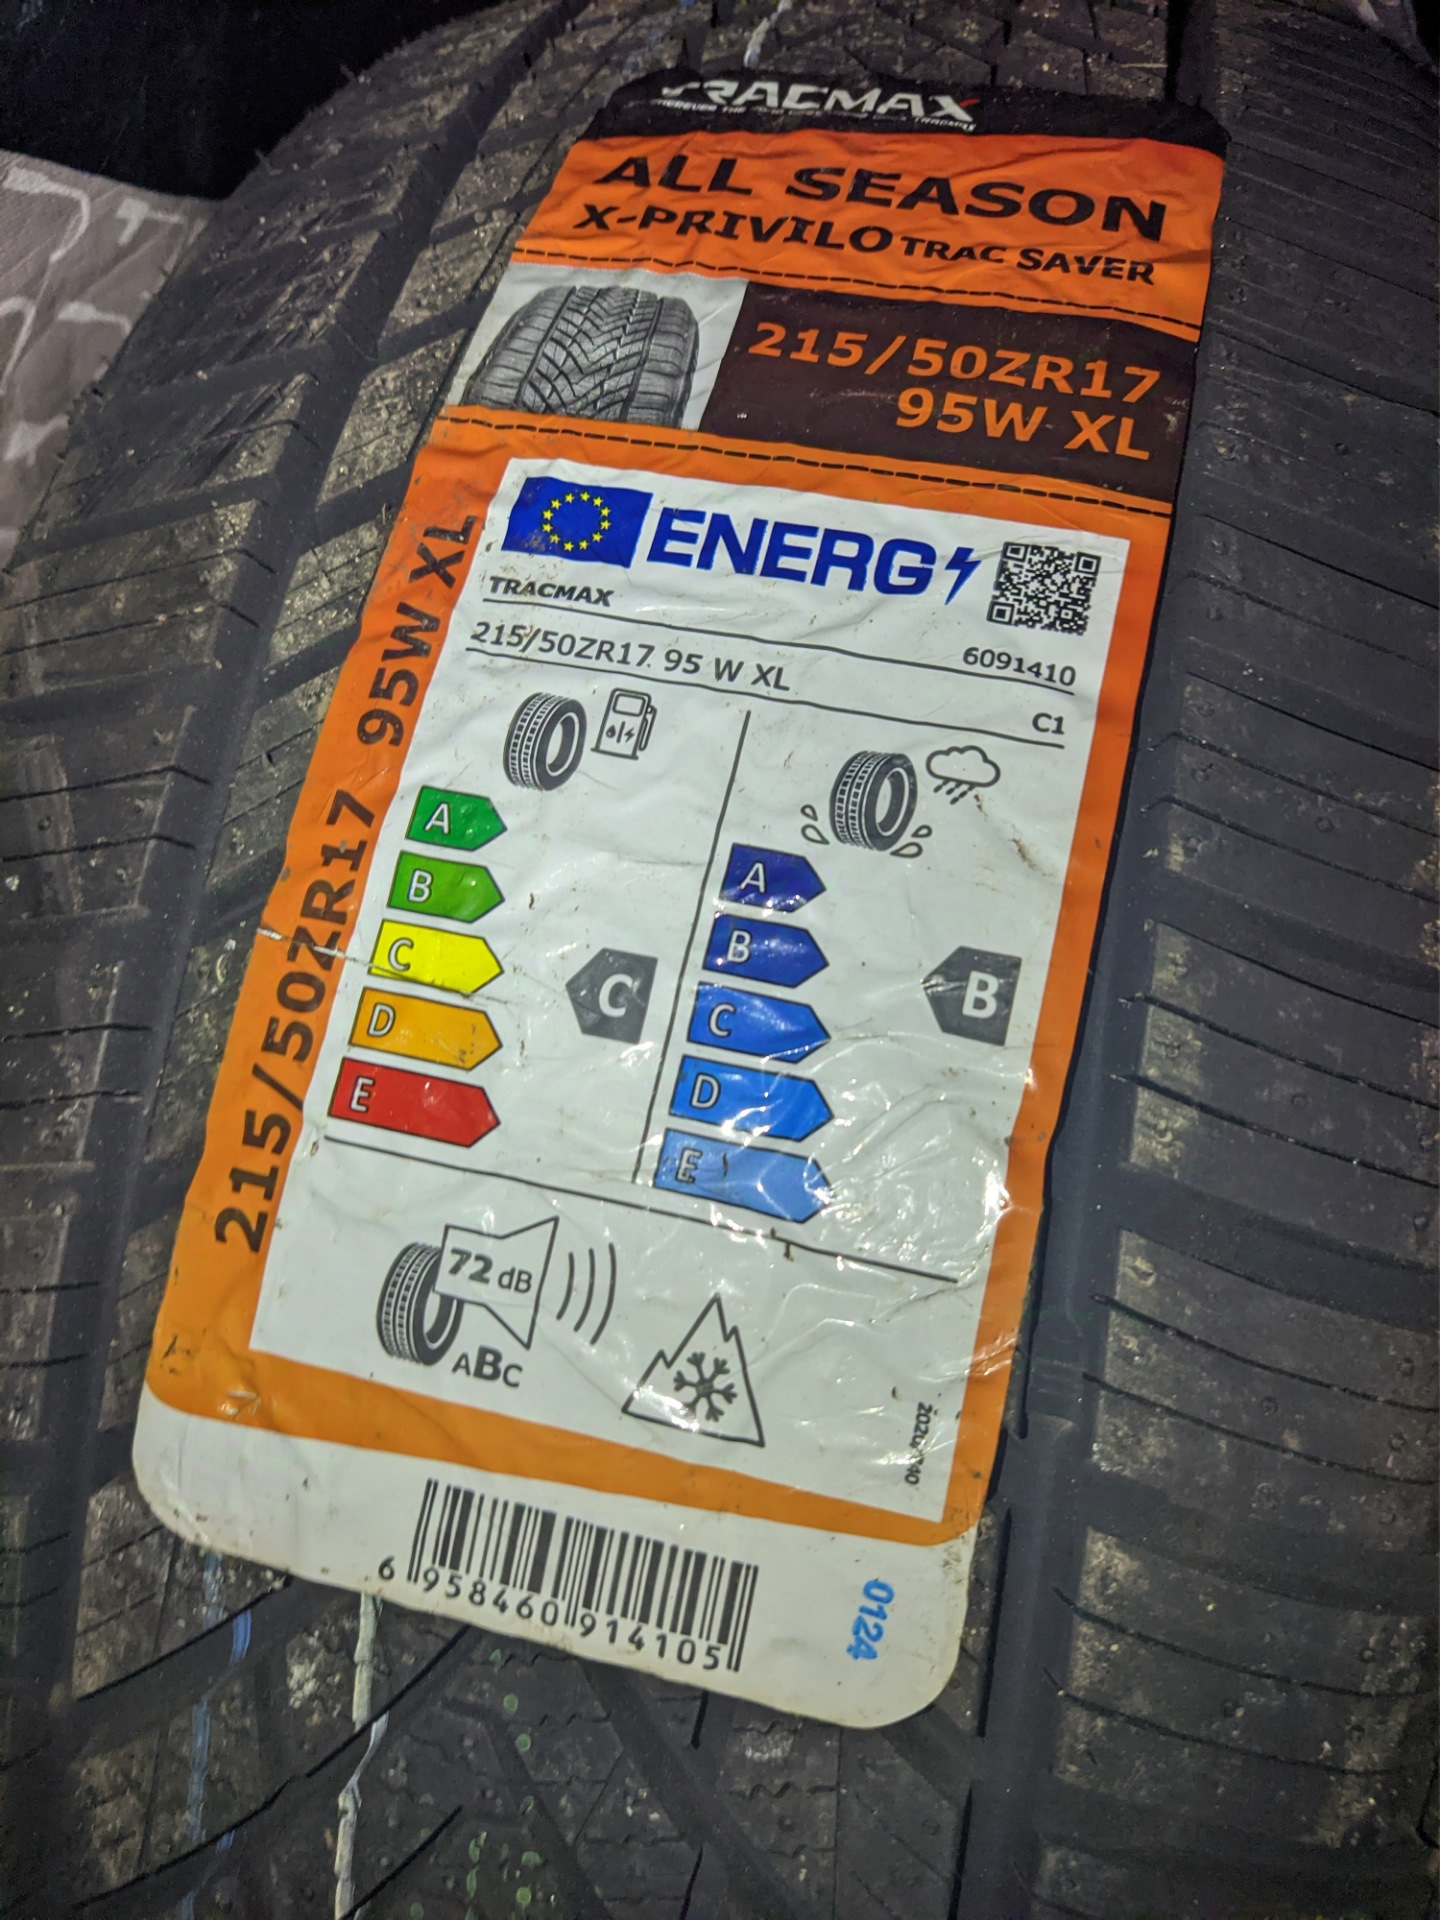 TRACMAX
ALL SEASON
X-PRIVILO TRAC SAVER
215/50ZR17
95W XL
215/50ZR17 95W XL
ENERG
TRACMAX
6091410
215/50ZR17 95 W XL
C1
A
B
C
D
E
C
A
B
C
D
E
B
72 dB
ABC
6 958460 914105
0124